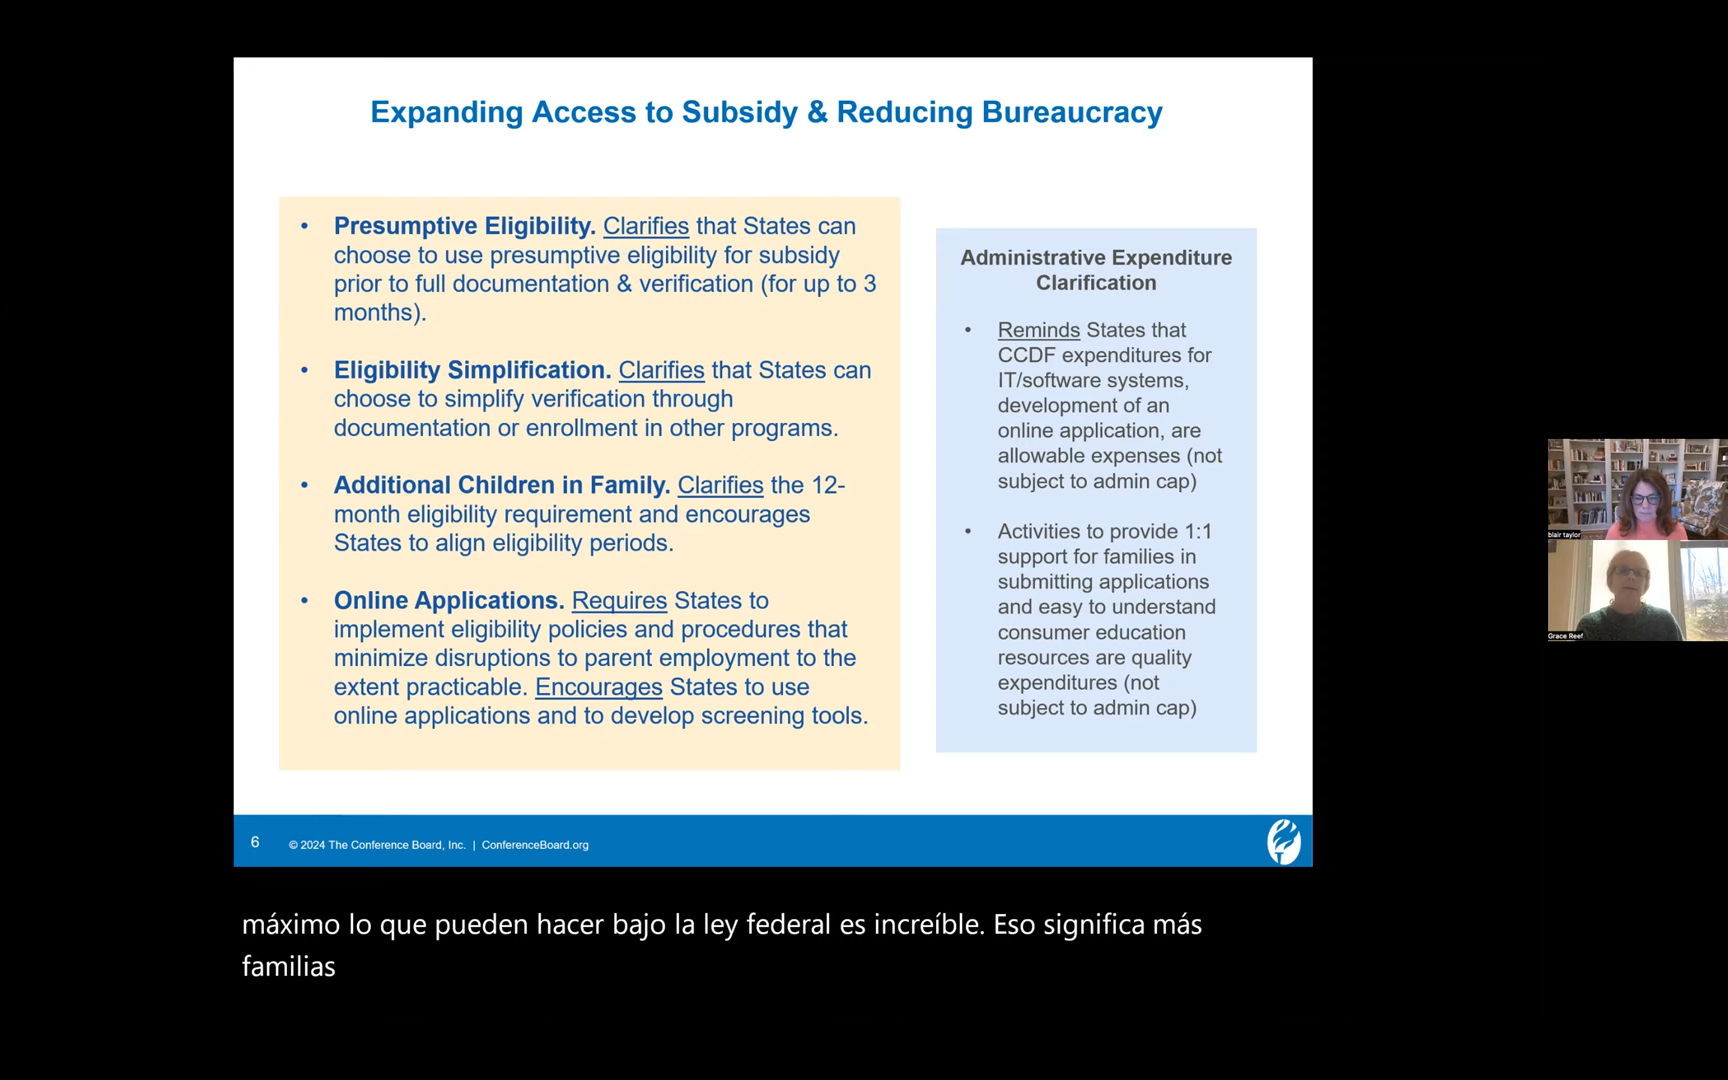 Expanding Access to Subsidy & Reducing Bureaucracy
• Presumptive Eligibility. Clarifies that States can
choose to use presumptive eligibility for subsidy
prior to full documentation & verification (for up to 3
months).
• Eligibility Simplification. Clarifies that States can
choose to simplify verification through
documentation or enrollment in other programs.
• Additional Children in Family. Clarifies the 12-
month eligibility requirement and encourages
States to align eligibility periods.
• Online Applications. Requires States to
implement eligibility policies and procedures that
minimize disruptions to parent employment to the
extent practicable. Encourages States to use
online applications and to develop screening tools.
Administrative Expenditure
Clarification
• Reminds States that
CCDF expenditures for
IT/software systems,
development of an
online application, are
allowable expenses (not
subject to admin cap)
• Activities to provide 1:1
support for families in
submitting applications
and easy to understand
consumer education
resources are quality
expenditures (not
subject to admin cap)
blair taylor
Grace Reef
6
© 2024 The Conference Board, Inc. | ConferenceBoard.org
máximo lo que pueden hacer bajo la ley federal es increíble. Eso significa más
familias